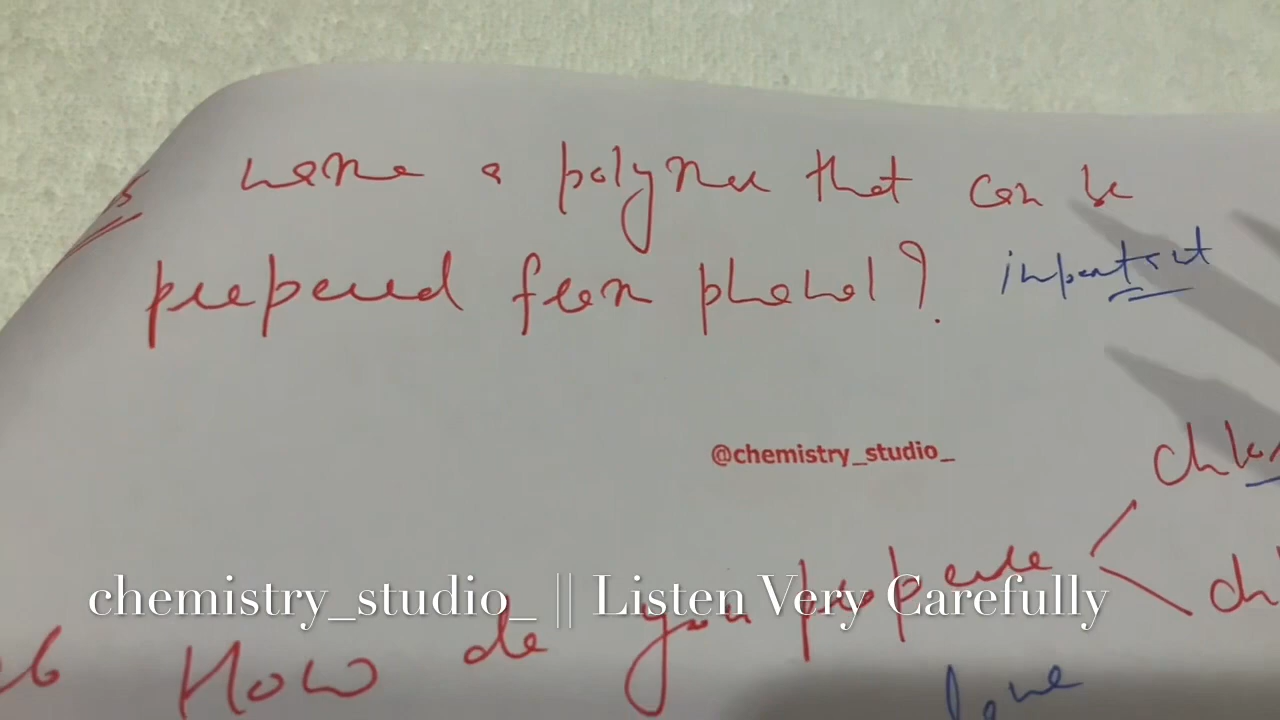 Name a polymer that can be
prepared from phenol? important
@chemistry_studio_
chemistry_studio_ || Listen Very Carefully
How do you prepare